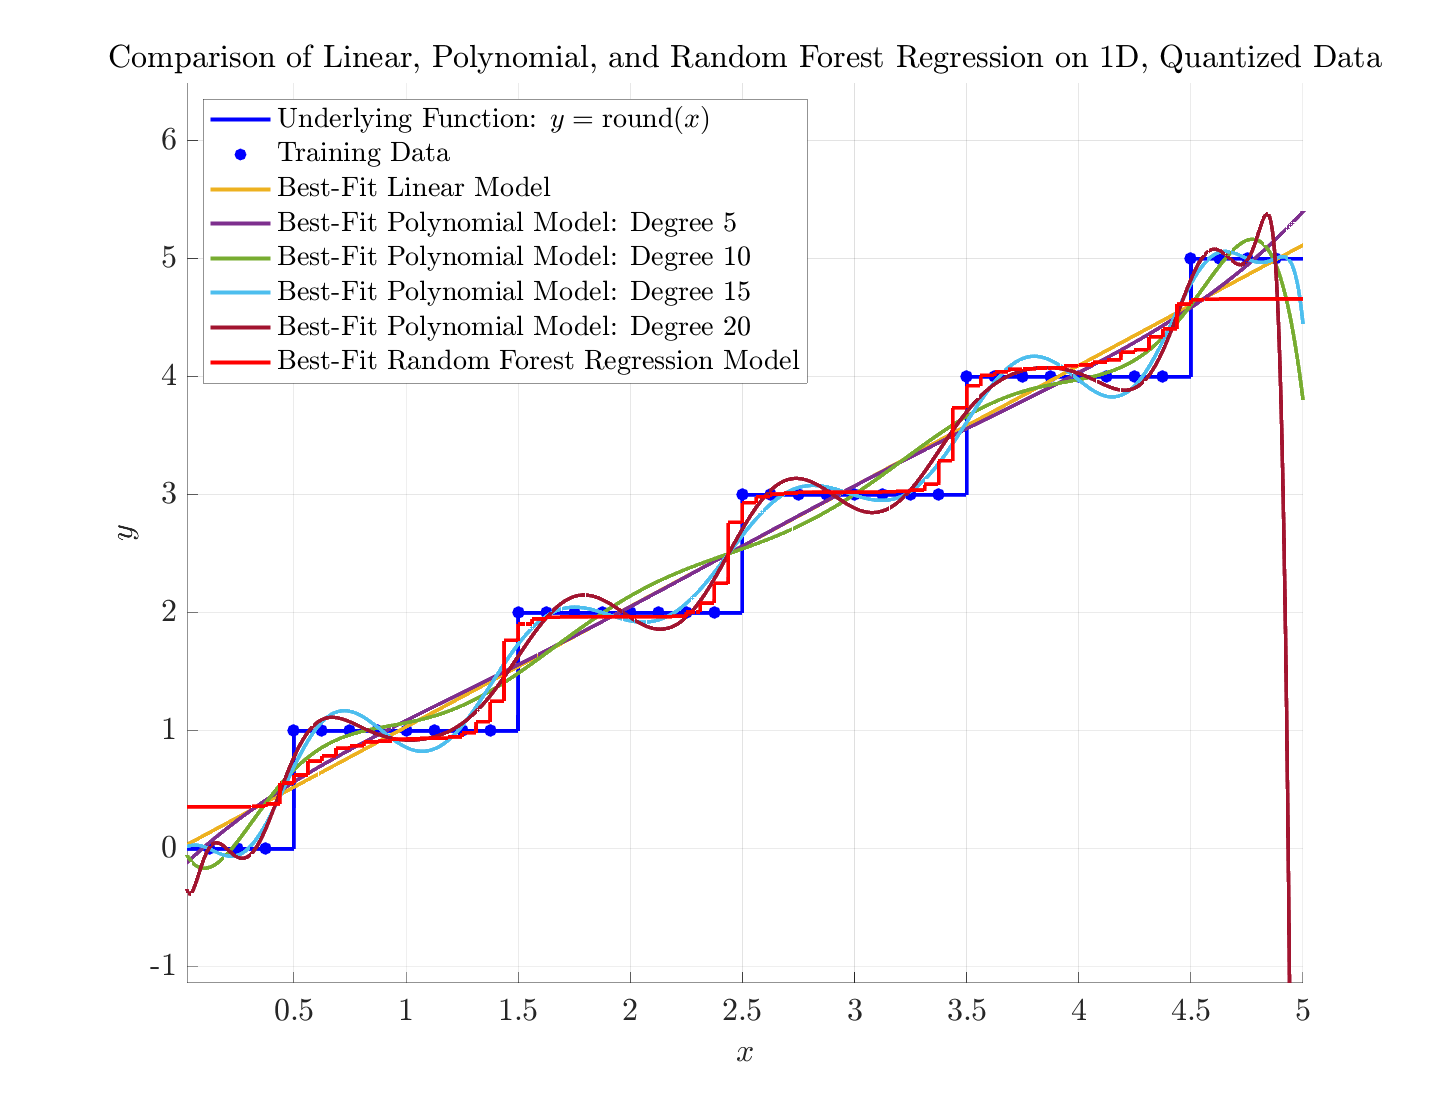 Comparison of Linear, Polynomial, and Random Forest Regression on 1D, Quantized Data
Underlying Function: y = round(x)
Training Data
Best-Fit Linear Model
Best-Fit Polynomial Model: Degree 5
Best-Fit Polynomial Model: Degree 10
Best-Fit Polynomial Model: Degree 15
Best-Fit Polynomial Model: Degree 20
Best-Fit Random Forest Regression Model
6
5
4
3
2
1
0
-1
y
0.5 1 1.5 2 2.5 3 3.5 4 4.5 5
x